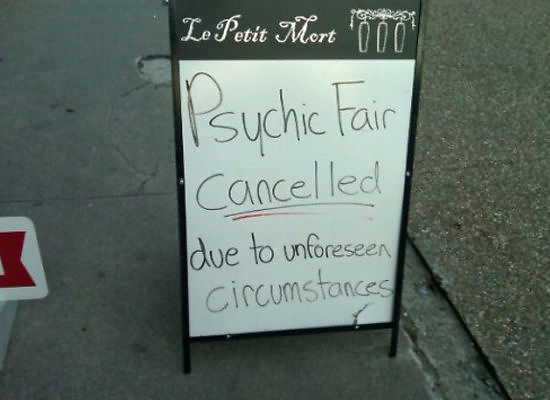 Le Petit Mort
Psychic Fair
Cancelled
due to unforeseen
circumstances